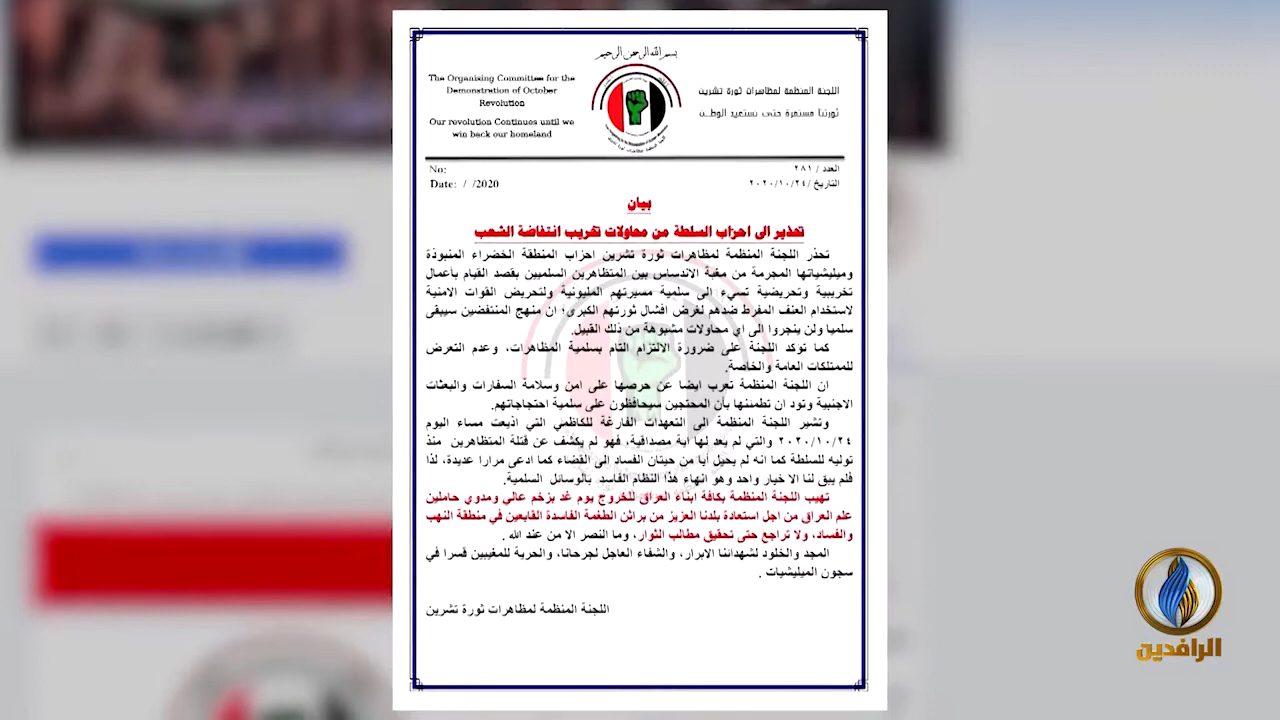 بسم الله الرحمن الرحيم
The Organising Committee for the
Demonstration of October
Revolution
Our revolution Continues until we
win back our homeland
اللجنة المنظمة لمظاهرات ثورة تشرين
ثورتنا مستمرة حتى نستعيد الوطن
No:
Date: / /2020
العدد / ٢٨١
التاريخ /٢٠٢٠/١٠/٢٤
بيان
تحذير الى احزاب السلطة من محاولات تخريب انتفاضة الشعب
تحذر اللجنة المنظمة لمظاهرات ثورة تشرين احزاب المنطقة الخضراء المنبوذة
وميليشياتها المجرمة من مغبة الاندساس بين المتظاهرين السلميين بقصد القيام بأعمال
تخريبية وتحريضية تسيء الى سلمية مسيرتهم المليونية ولتحريض القوات الامنية
لاستخدام العنف المفرط ضدهم لغرض افشال ثورتهم الكبرى؛ ان منهج المنتفضين سيبقى
سلميا ولن ينجروا الى اي محاولات مشبوهة من ذلك القبيل.
كما تؤكد اللجنة على ضرورة الالتزام التام بسلمية المظاهرات، وعدم التعرض
للممتلكات العامة والخاصة.
ان اللجنة المنظمة تعرب ايضا عن حرصها على امن وسلامة السفارات والبعثات
الاجنبية وتود ان تطمئنها بأن المحتجين سيحافظون على سلمية احتجاجاتهم.
وتشير اللجنة المنظمة الى التعهدات الفارغة للكاظمي التي اذيعت مساء اليوم
٢٠٢٠/١٠/٢٤ والتي لم يعد لها اية مصداقية، فهو لم يكشف عن قتلة المتظاهرين منذ
توليه للسلطة كما انه لم يحيل أيا من حيتان الفساد الى القضاء كما ادعى مرارا عديدة، لذا
فلم يبق لنا الا خيار واحد وهو انهاء هذا النظام الفاسد بالوسائل السلمية.
تهيب اللجنة المنظمة بكافة ابناء العراق للخروج يوم غد بزخم عالي ومدوي حاملين
علم العراق من اجل استعادة بلدنا العزيز من براثن الطغمة الفاسدة القابعين في منطقة النهب
والفساد، ولا تراجع حتى تحقيق مطالب الثوار، وما النصر الا من عند الله .
المجد والخلود لشهدائنا الابرار، والشفاء العاجل لجرحانا، والحرية للمغيبين قسرا في
سجون الميليشيات .
اللجنة المنظمة لمظاهرات ثورة تشرين
الرافدين